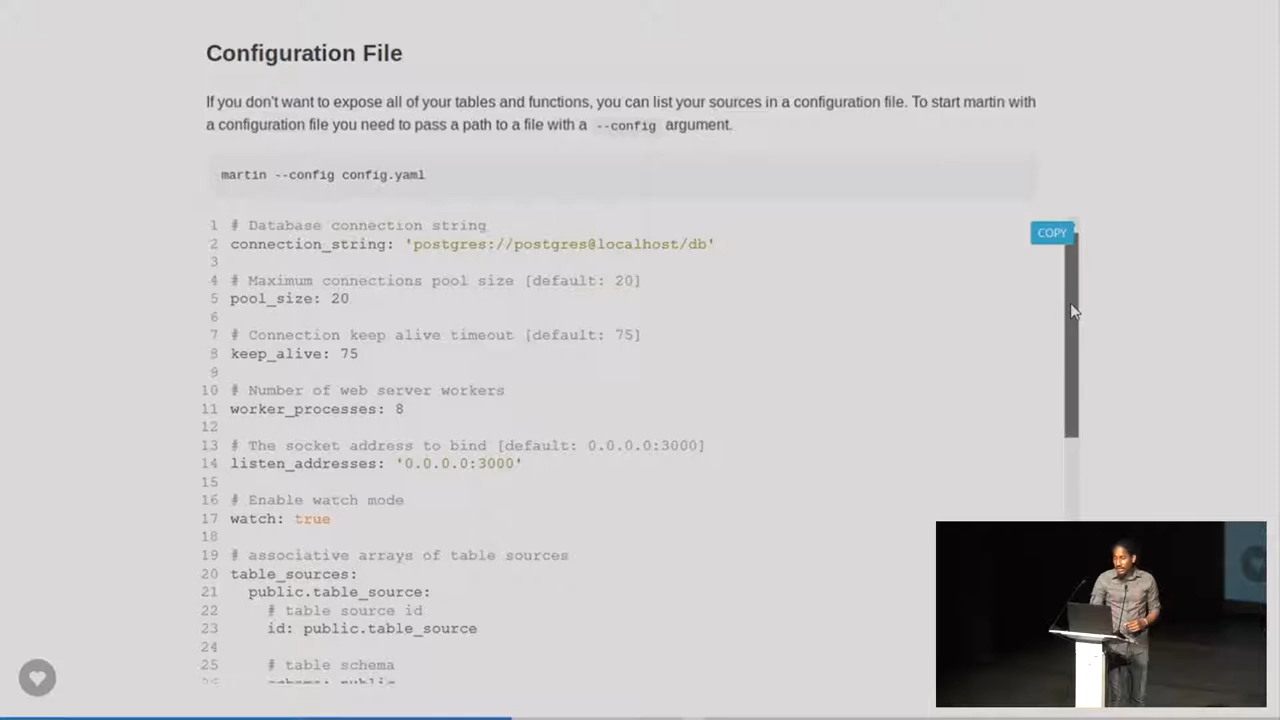 Configuration File
If you don't want to expose all of your tables and functions, you can list your sources in a configuration file. To start martin with
a configuration file you need to pass a path to a file with a --config argument.
martin --config config.yaml
COPY
1 # Database connection string
2 connection_string: 'postgres://postgres@localhost/db'
3
4 # Maximum connections pool size [default: 20]
5 pool_size: 20
6
7 # Connection keep alive timeout [default: 75]
8 keep_alive: 75
9
10 # Number of web server workers
11 worker_processes: 8
12
13 # The socket address to bind [default: 0.0.0.0:3000]
14 listen_addresses: '0.0.0.0:3000'
15
16 # Enable watch mode
17 watch: true
18
19 # associative arrays of table sources
20 table_sources:
21 public.table_source:
22 # table source id
23 id: public.table_source
24
25 # table schema